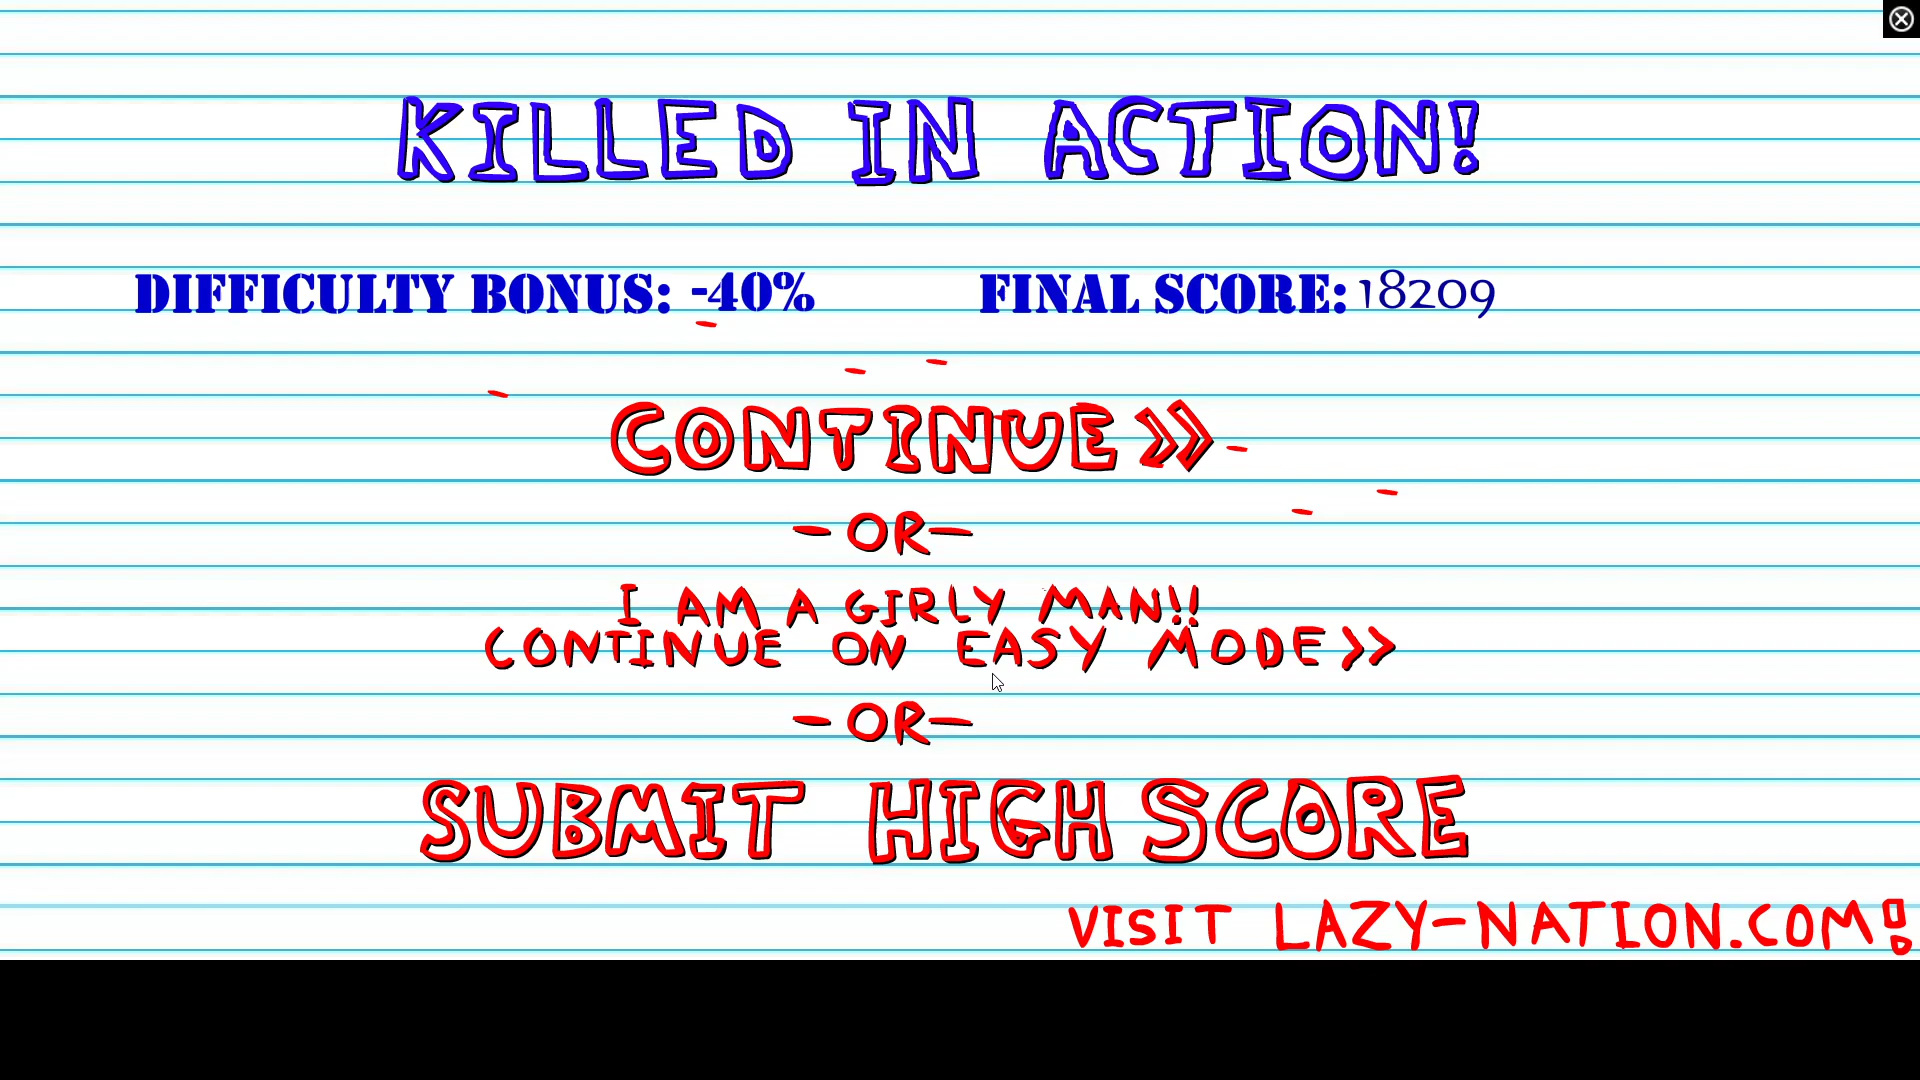 KILLED IN ACTION!
DIFFICULTY BONUS: -40% FINAL SCORE: 18209
CONTINUE >>
- OR -
I AM A GIRLY MAN!!
CONTINUE ON EASY MODE >>
- OR -
SUBMIT HIGH SCORE
VISIT LAZY-NATION.COM!